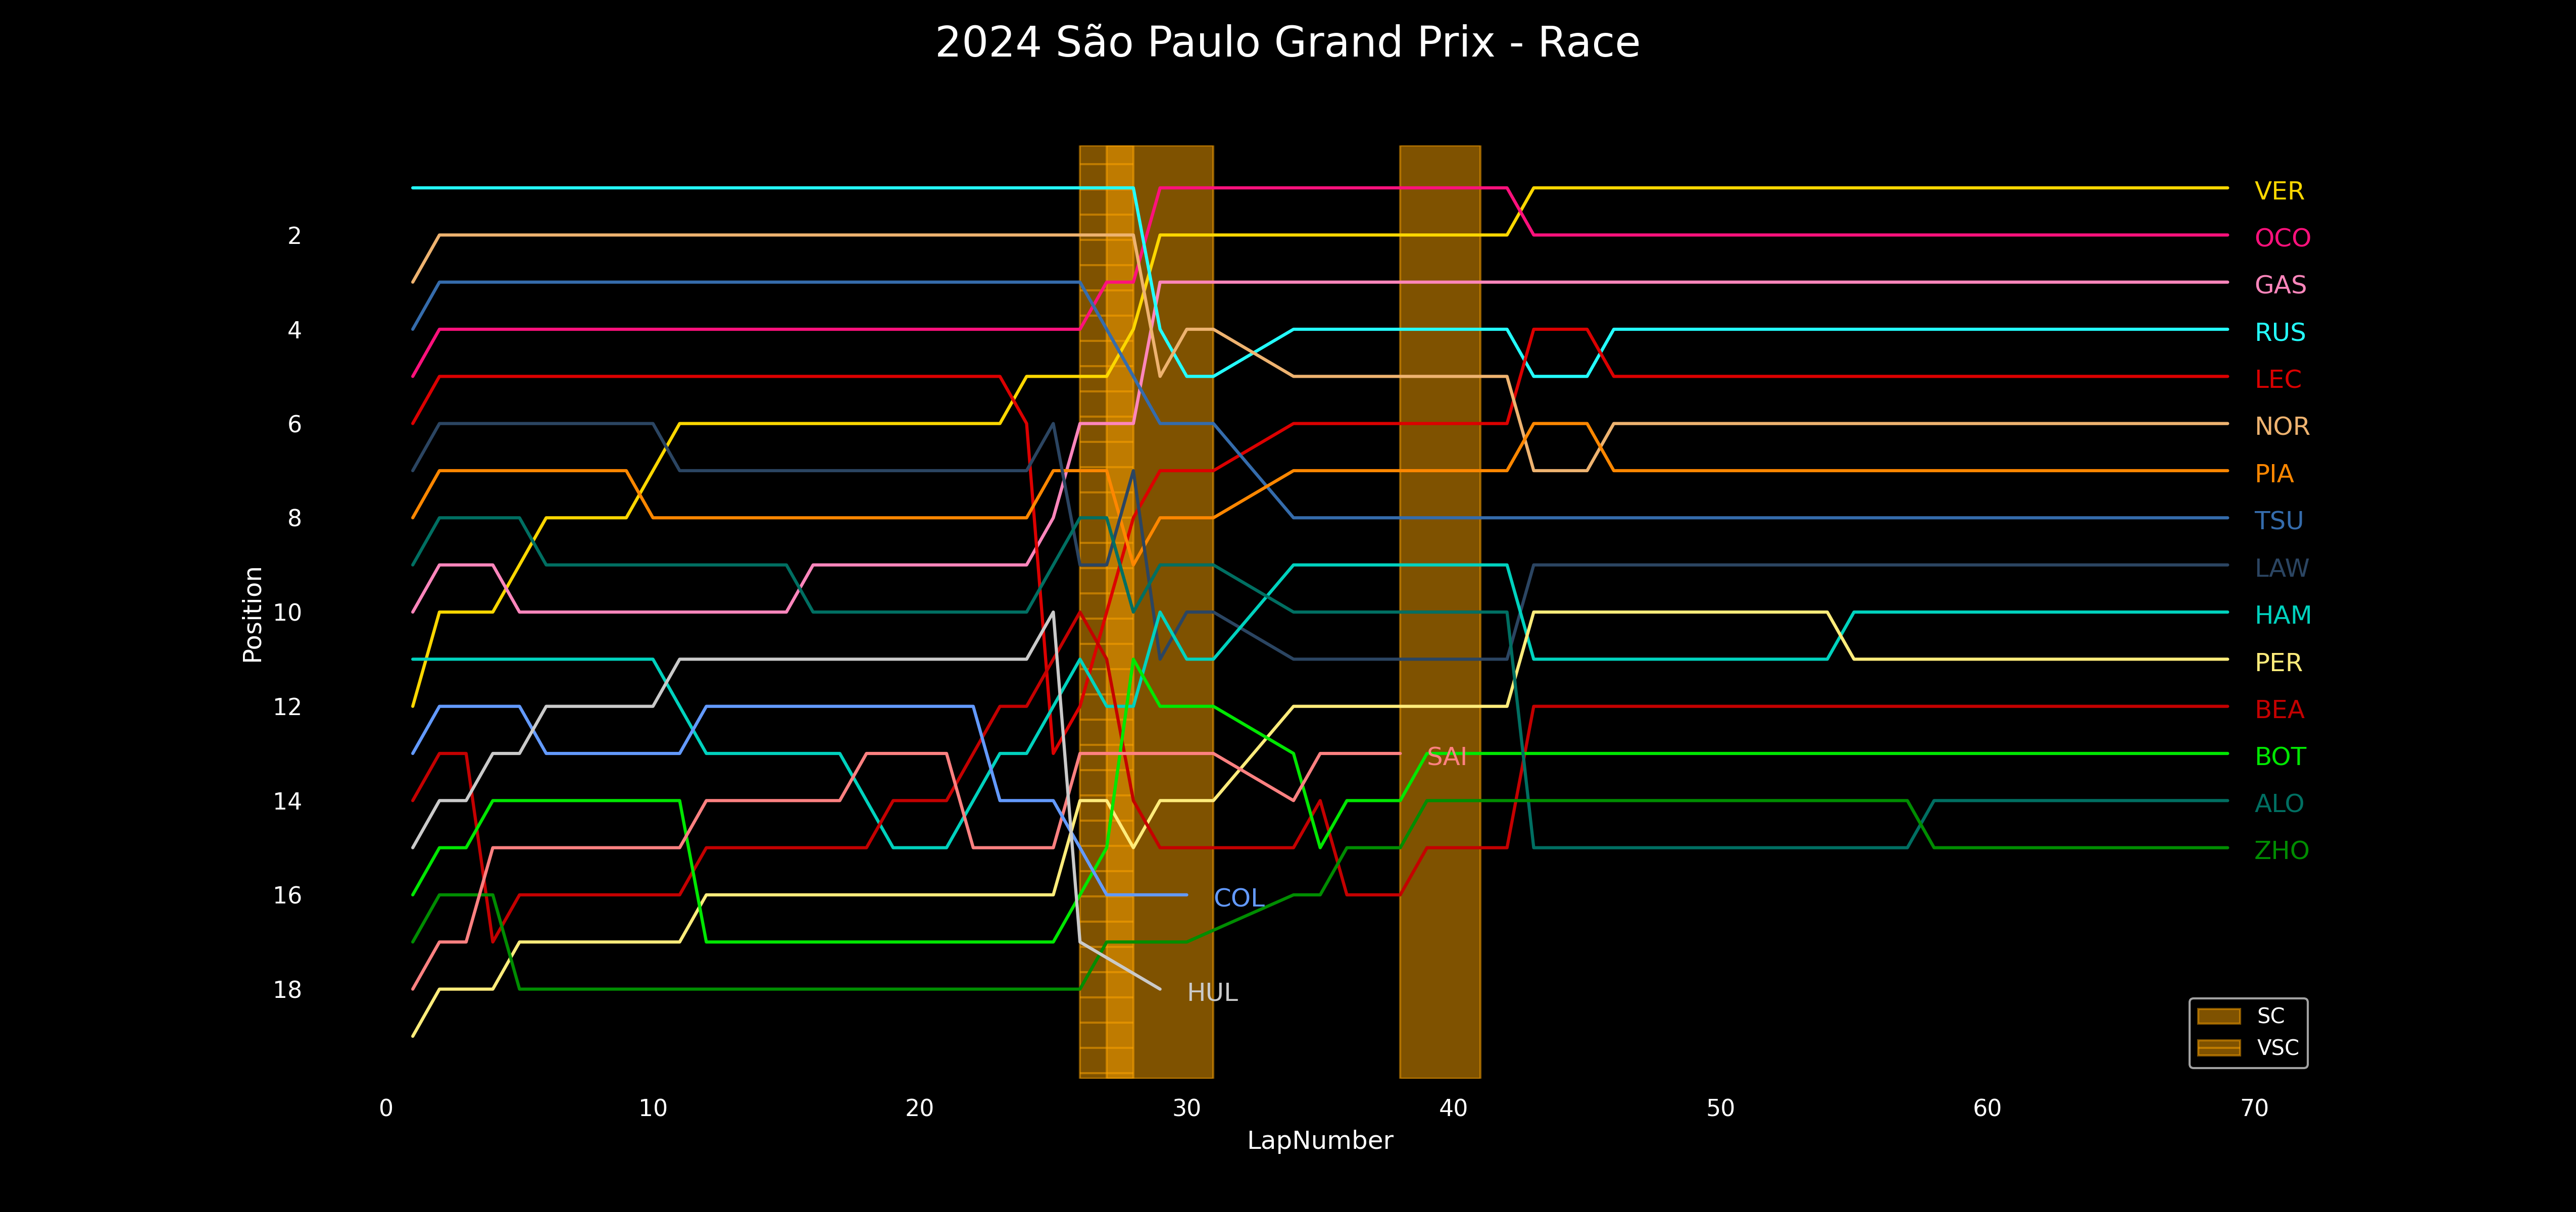 2024 São Paulo Grand Prix - Race
Position
2
4
6
8
10
12
14
16
18
VER
OCO
GAS
RUS
LEC
NOR
PIA
TSU
LAW
HAM
PER
BEA
BOT
ALO
ZHO
SAI
COL
HUL
SC
VSC
0 10 20 30 40 50 60 70
LapNumber